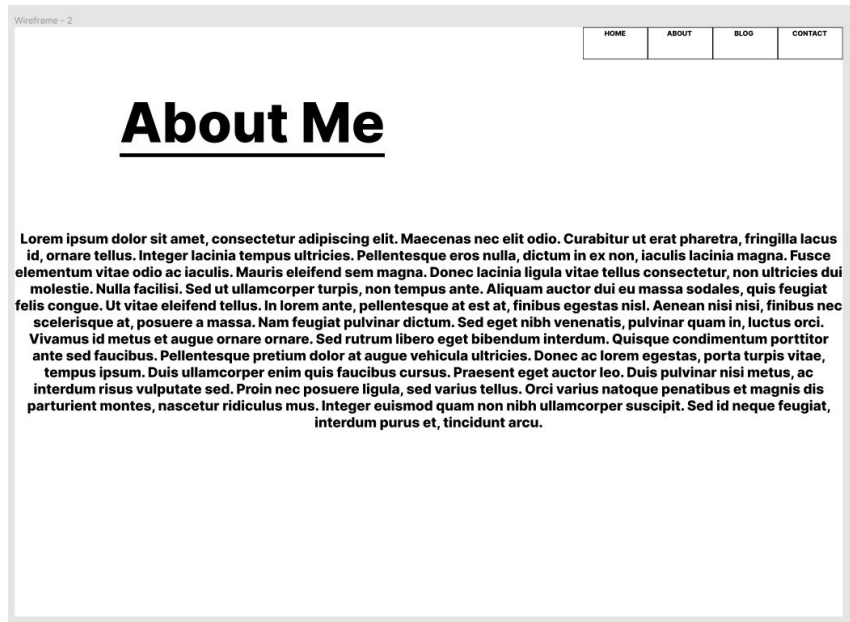 Wireframe - 2
HOME ABOUT BLOG CONTACT
About Me
Lorem ipsum dolor sit amet, consectetur adipiscing elit. Maecenas nec elit odio. Curabitur ut erat pharetra, fringilla lacus
id, ornare tellus. Integer lacinia tempus ultricies. Pellentesque eros nulla, dictum in ex non, iaculis lacinia magna. Fusce
elementum vitae odio ac iaculis. Mauris eleifend sem magna. Donec lacinia ligula vitae tellus consectetur, non ultricies dui
molestie. Nulla facilisi. Sed ut ullamcorper turpis, non tempus ante. Aliquam auctor dui eu massa sodales, quis feugiat
felis congue. Ut vitae eleifend tellus. In lorem ante, pellentesque at est at, finibus egestas nisl. Aenean nisi nisi, finibus nec
scelerisque at, posuere a massa. Nam feugiat pulvinar dictum. Sed eget nibh venenatis, pulvinar quam in, luctus orci.
Vivamus id metus et augue ornare ornare. Sed rutrum libero eget bibendum interdum. Quisque condimentum porttitor
ante sed faucibus. Pellentesque pretium dolor at augue vehicula ultricies. Donec ac lorem egestas, porta turpis vitae,
tempus ipsum. Duis ullamcorper enim quis faucibus cursus. Praesent eget auctor leo. Duis pulvinar nisi metus, ac
interdum risus vulputate sed. Proin nec posuere ligula, sed varius tellus. Orci varius natoque penatibus et magnis dis
parturient montes, nascetur ridiculus mus. Integer euismod quam non nibh ullamcorper suscipit. Sed id neque feugiat,
interdum purus et, tincidunt arcu.